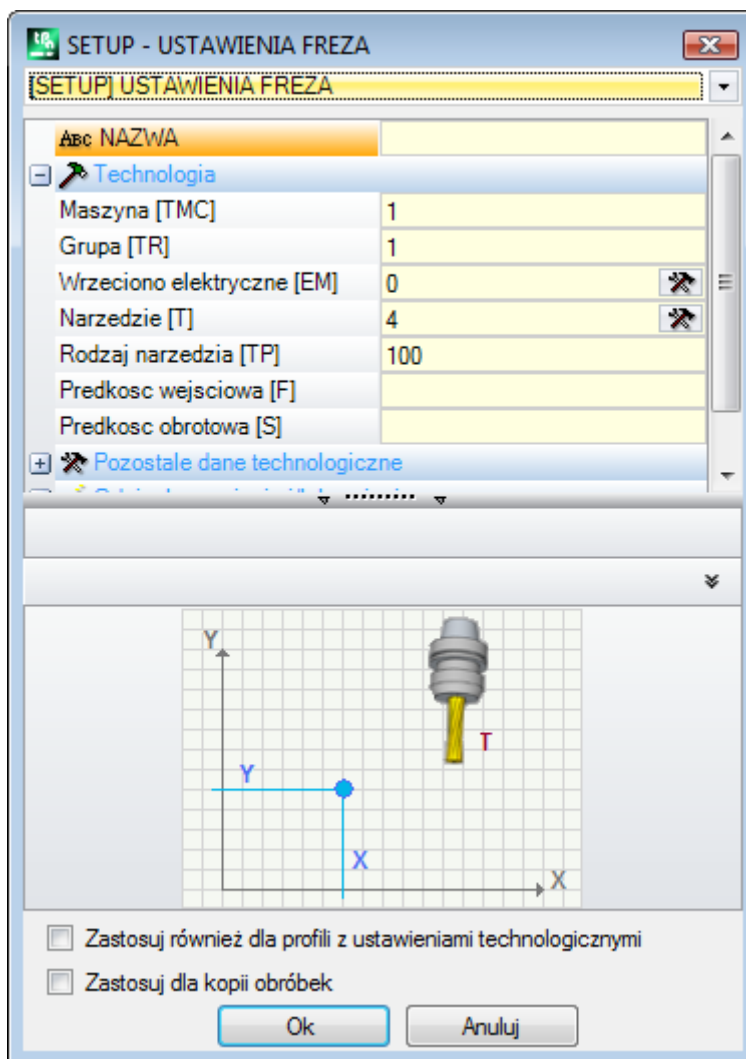 SETUP - USTAWIENIA FREZA
[SETUP] USTAWIENIA FREZA
ABC NAZWA
Technologia
Maszyna [TMC] 1
Grupa [TR] 1
Wrzeciono elektryczne [EM] 0
Narzedzie [T] 4
Rodzaj narzedzia [TP] 100
Predkosc wejsciowa [F]
Predkosc obrotowa [S]
Pozostale dane technologiczne
Y
T
Y
X
X
Zastosuj również dla profili z ustawieniami technologicznymi
Zastosuj dla kopii obróbek
Ok Anuluj